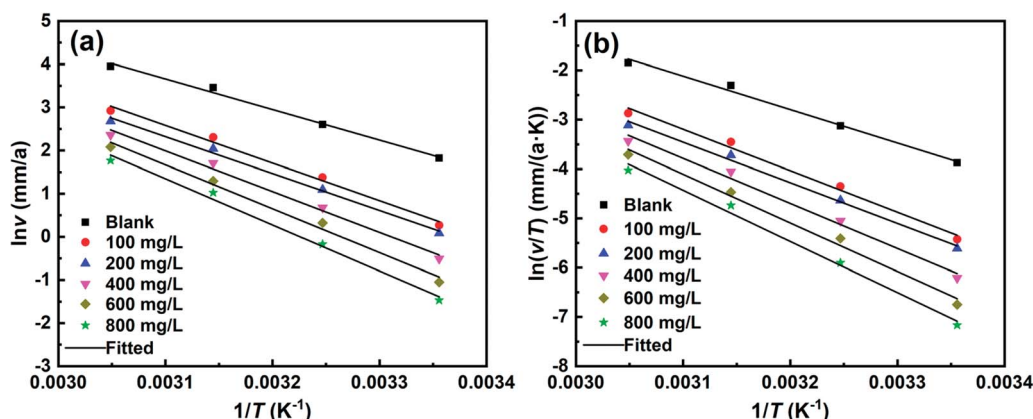 (a)
lnv (mm/a)
5
4
3
2
1
0
-1
-2
-3
Blank
100 mg/L
200 mg/L
400 mg/L
600 mg/L
800 mg/L
Fitted
0.0030 0.0031 0.0032 0.0033 0.0034
1/T (K⁻¹)
(b)
ln(v/T) (mm/(a·K)
0
-1
-2
-3
-4
-5
-6
-7
-8
Blank
100 mg/L
200 mg/L
400 mg/L
600 mg/L
800 mg/L
Fitted
0.0030 0.0031 0.0032 0.0033 0.0034
1/T (K⁻¹)